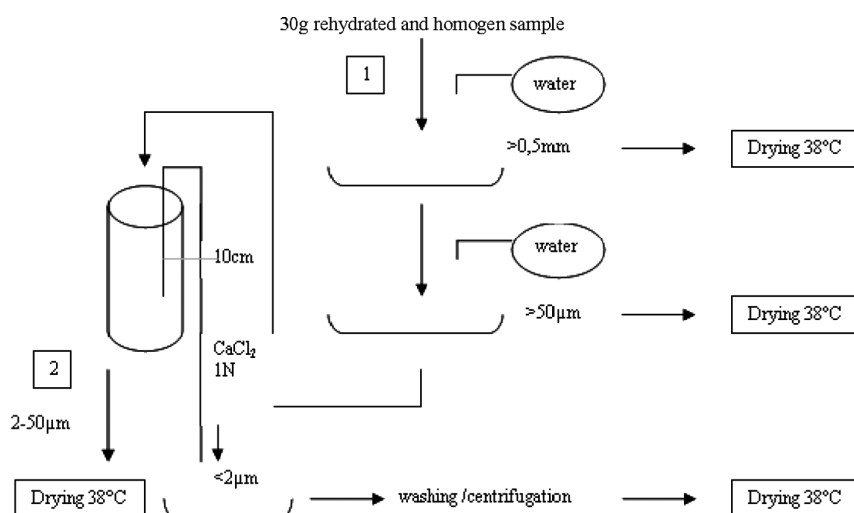 30g rehydrated and homogen sample
1
water
>0,5mm
Drying 38°C
water
10cm
>50µm
Drying 38°C
CaCl₂
1N
2
2-50µm
<2µm
Drying 38°C
washing /centrifugation
Drying 38°C